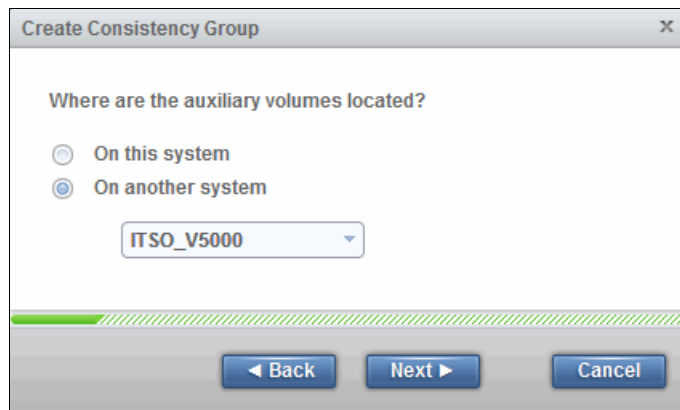 Create Consistency Group x
Where are the auxiliary volumes located?
On this system
On another system
ITSO_V5000
◄ Back Next ► Cancel